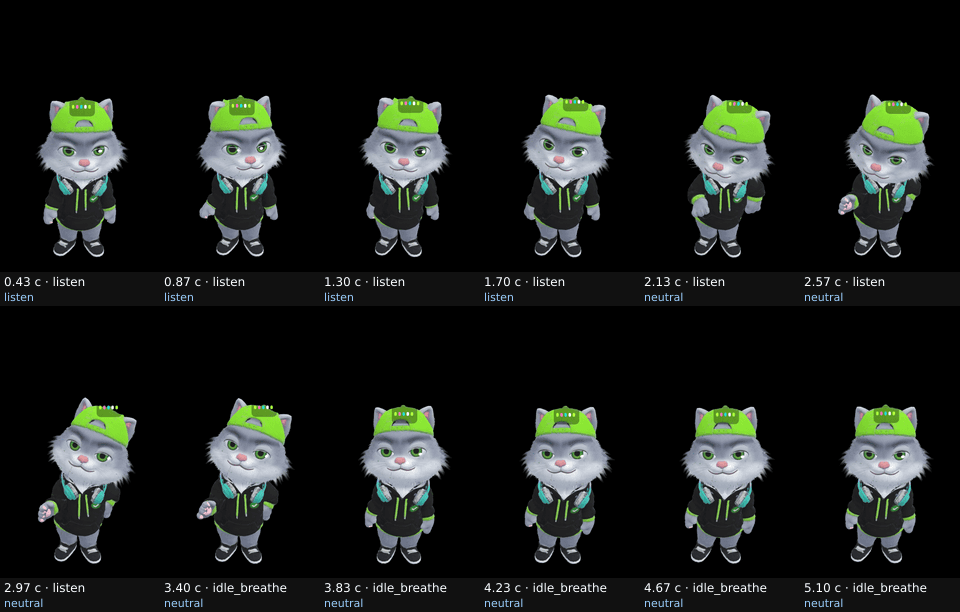 0.43 с · listen
listen
0.87 с · listen
listen
1.30 с · listen
listen
1.70 с · listen
listen
2.13 с · listen
neutral
2.57 с · listen
neutral
2.97 с · listen
neutral
3.40 с · idle_breathe
neutral
3.83 с · idle_breathe
neutral
4.23 с · idle_breathe
neutral
4.67 с · idle_breathe
neutral
5.10 с · idle_breathe
neutral